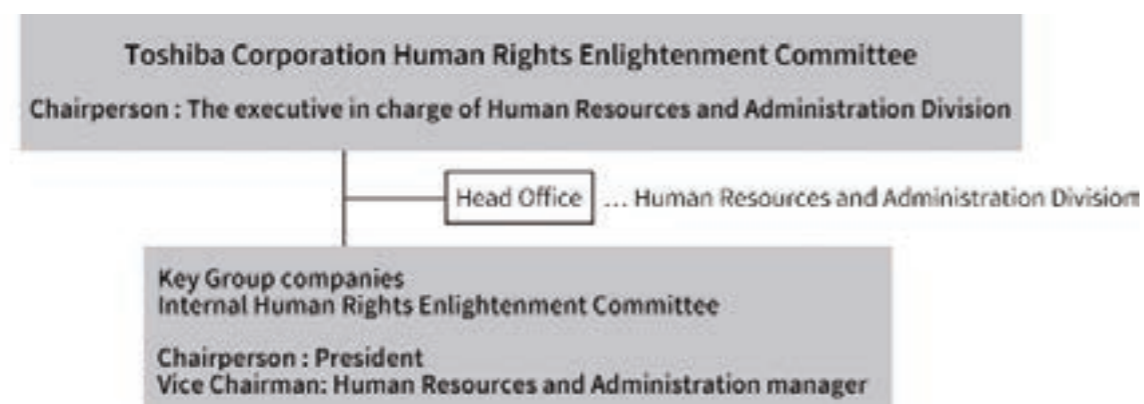 Toshiba Corporation Human Rights Enlightenment Committee
Chairperson : The executive in charge of Human Resources and Administration Division
Head Office ... Human Resources and Administration Division
Key Group companies
Internal Human Rights Enlightenment Committee
Chairperson : President
Vice Chairman: Human Resources and Administration manager